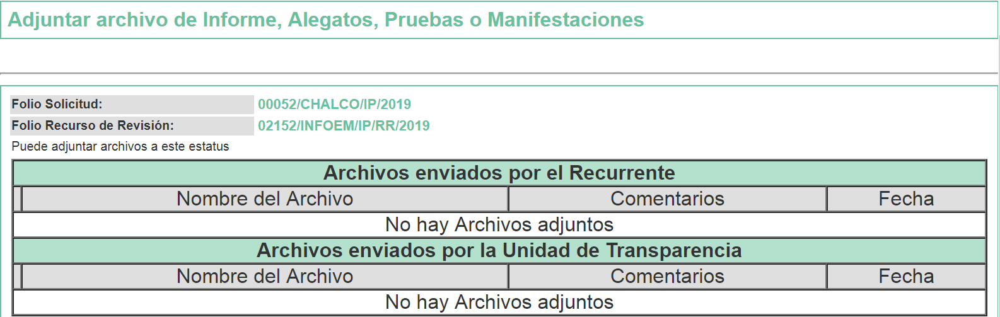 Adjuntar archivo de Informe, Alegatos, Pruebas o Manifestaciones
Folio Solicitud: 00052/CHALCO/IP/2019
Folio Recurso de Revisión: 02152/INFOEM/IP/RR/2019
Puede adjuntar archivos a este estatus
Archivos enviados por el Recurrente
Nombre del Archivo Comentarios Fecha
No hay Archivos adjuntos
Archivos enviados por la Unidad de Transparencia
Nombre del Archivo Comentarios Fecha
No hay Archivos adjuntos